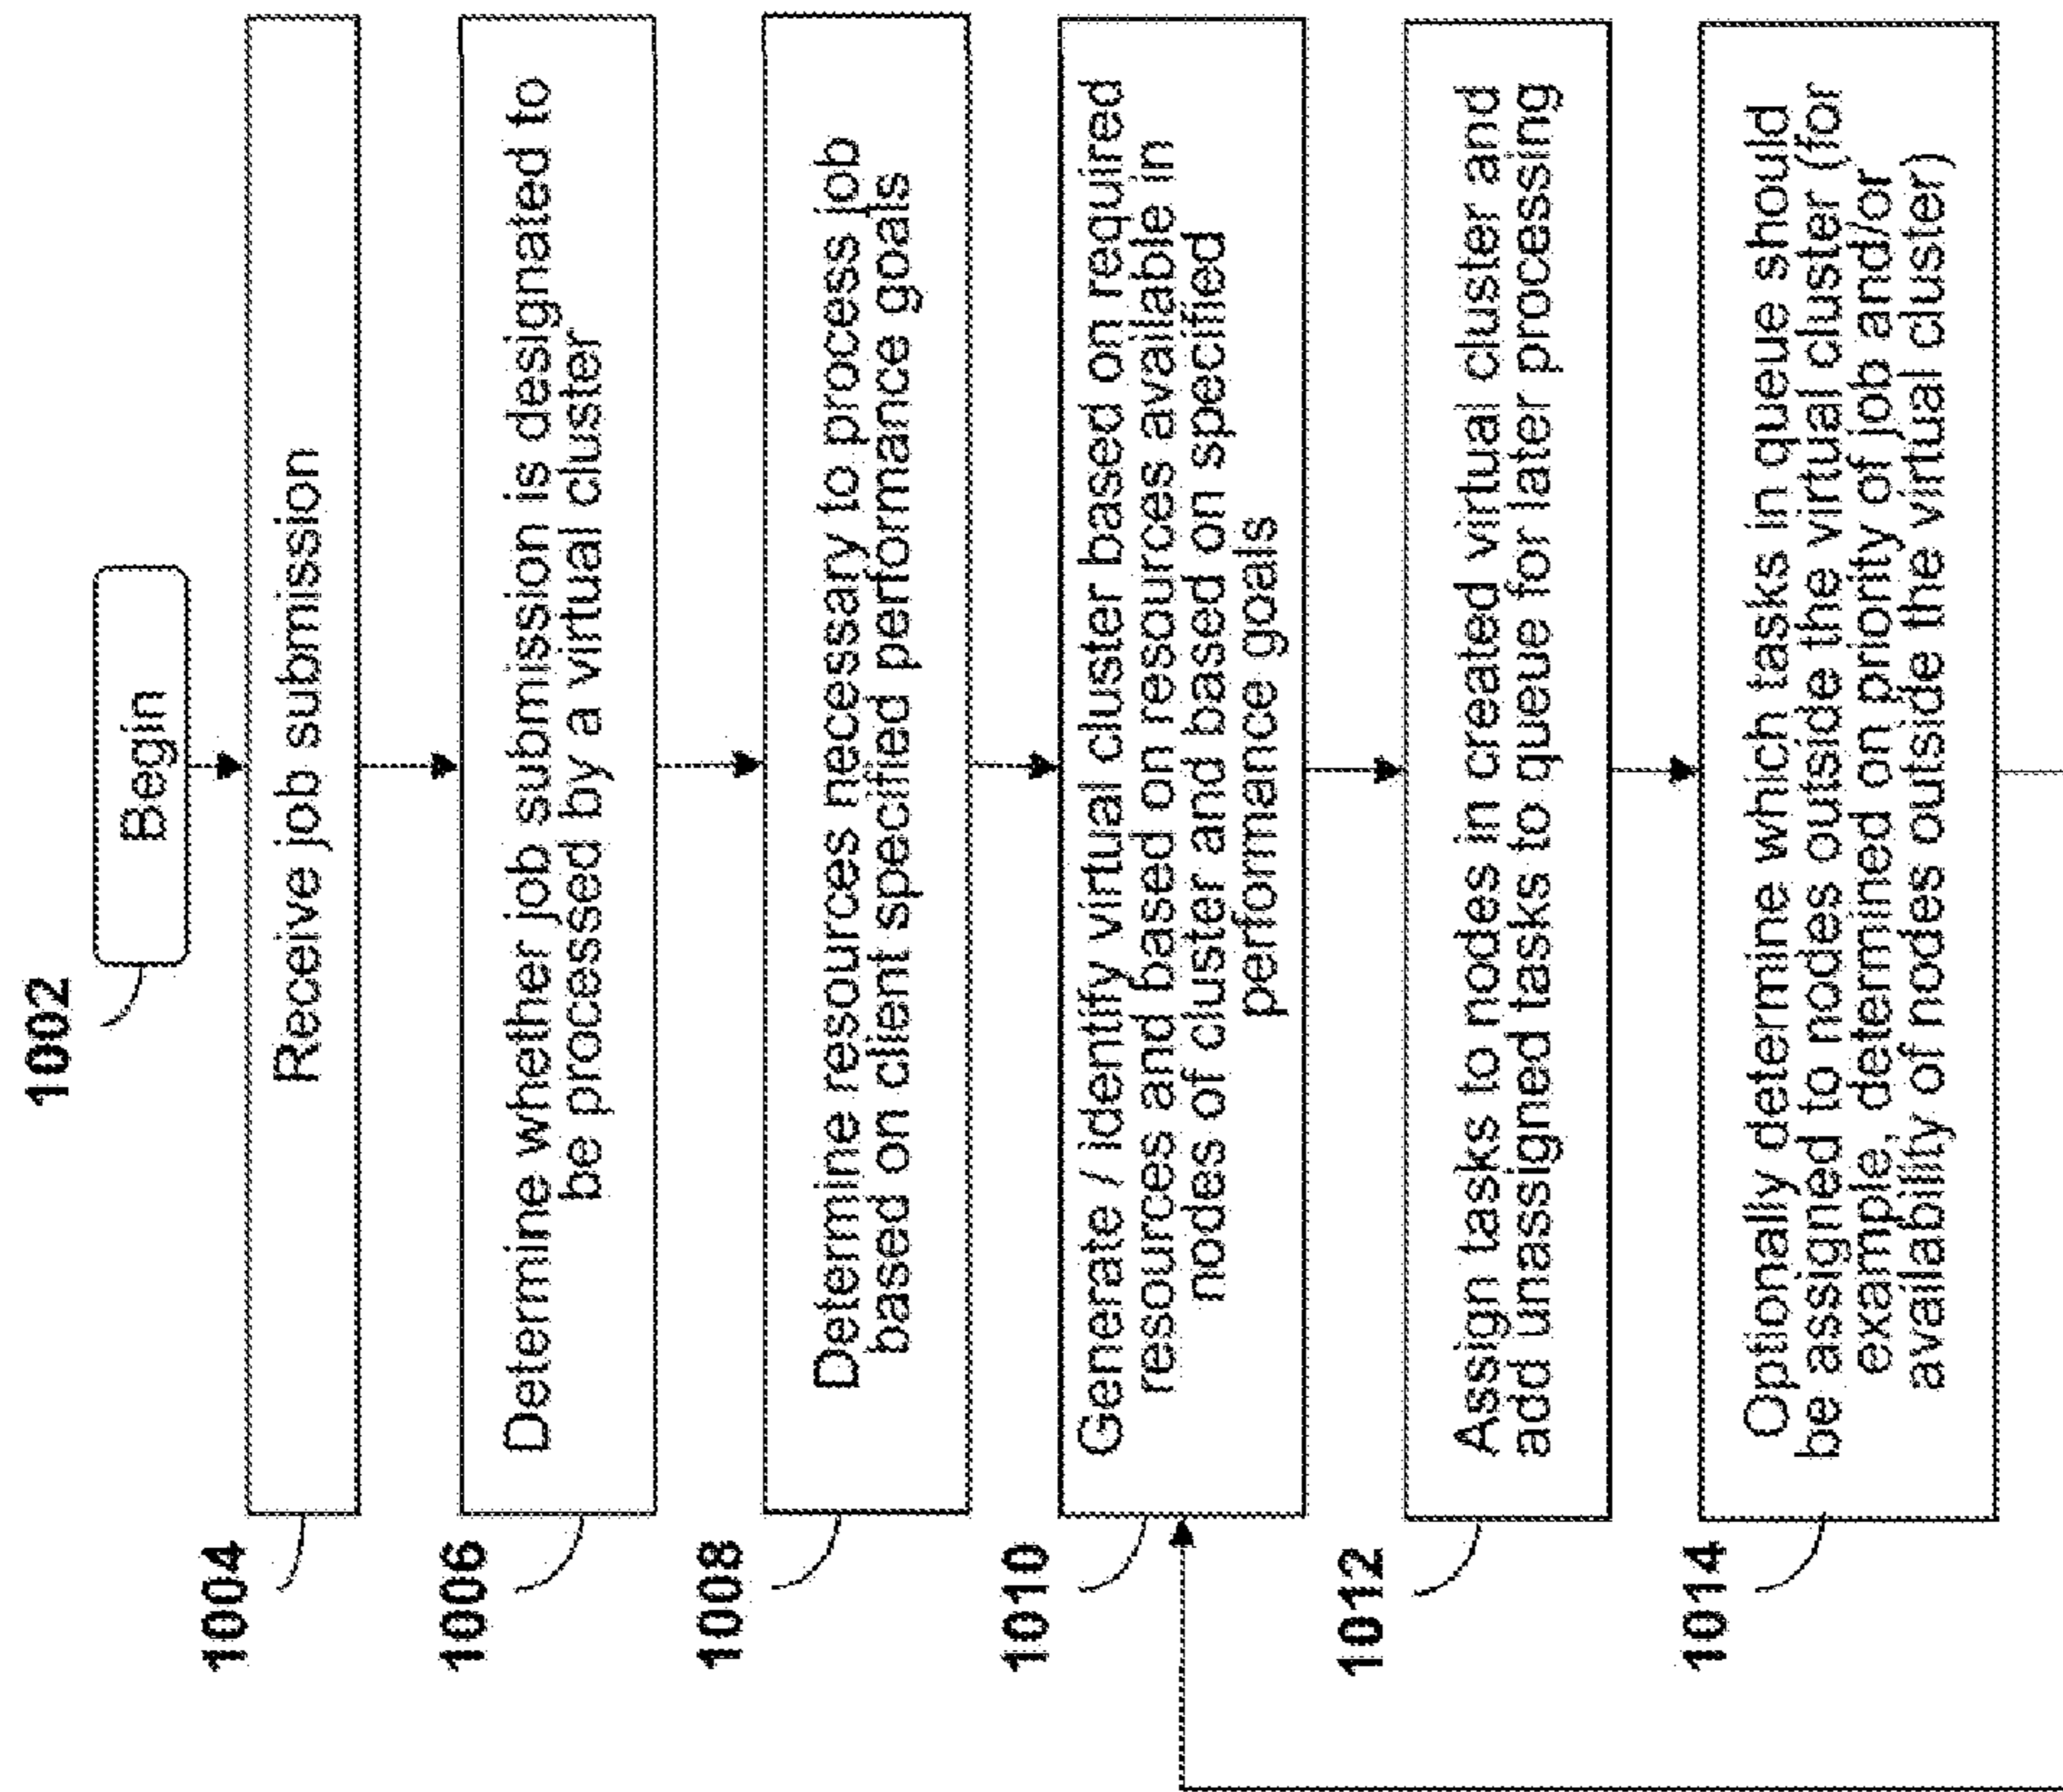 1002
Begin
1004
Receive job submission
1006
Determine whether job submission is designated to
be processed by a virtual cluster
1008
Determine resources necessary to process job
based on client specified performance goals
1010
Generate / identify virtual cluster based on required
resources and based on resources available in
nodes of cluster and based on specified
performance goals
1012
Assign tasks to nodes in created virtual cluster and
add unassigned tasks to queue for later processing
1014
Optionally determine which tasks in queue should
be assigned to nodes outside the virtual cluster (for
example, determined on priority of job and/or
availability of nodes outside the virtual cluster)